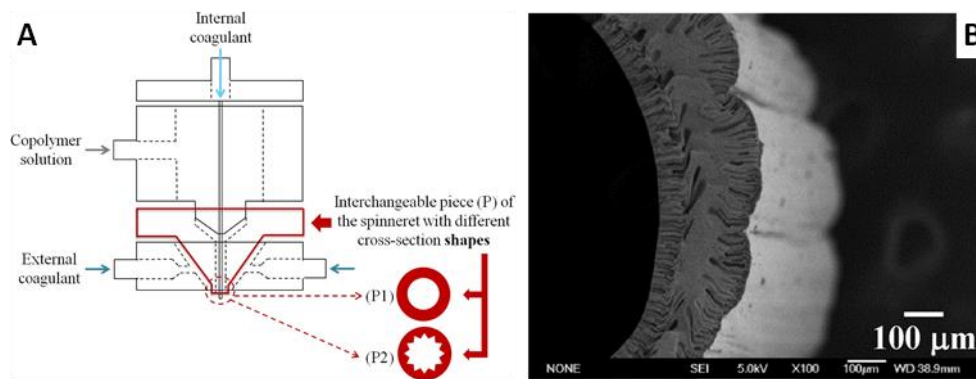 A
Internal
coagulant
Copolymer
solution
Interchangeable piece (P) of
the spinneret with different
cross-section shapes
External
coagulant
(P1)
(P2)
B
100 µm
NONE SEI 5.0kV X100 100µm WD 38.9mm